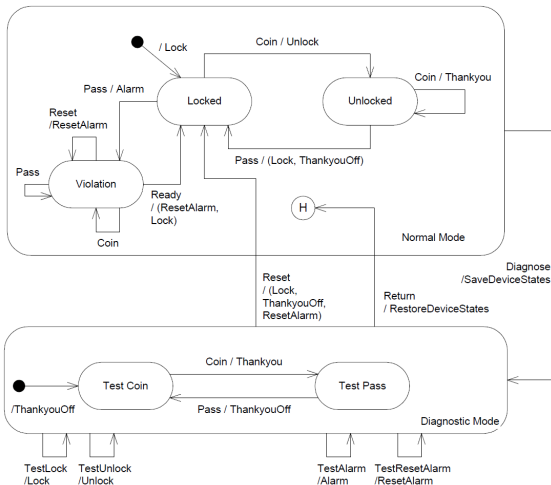 / Lock
Coin / Unlock
Coin / Thankyou
Pass / Alarm
Locked
Unlocked
Reset
/ResetAlarm
Pass / (Lock, ThankyouOff)
Pass
Violation
Ready
/ (ResetAlarm,
Lock)
Coin
H
Normal Mode
Diagnose
/SaveDeviceStates
Reset
/ (Lock,
ThankyouOff,
ResetAlarm)
Return
/ RestoreDeviceStates
Coin / Thankyou
Test Coin
Test Pass
Pass / ThankyouOff
/ThankyouOff
Diagnostic Mode
TestLock
/Lock
TestUnlock
/Unlock
TestAlarm
/Alarm
TestResetAlarm
/ResetAlarm